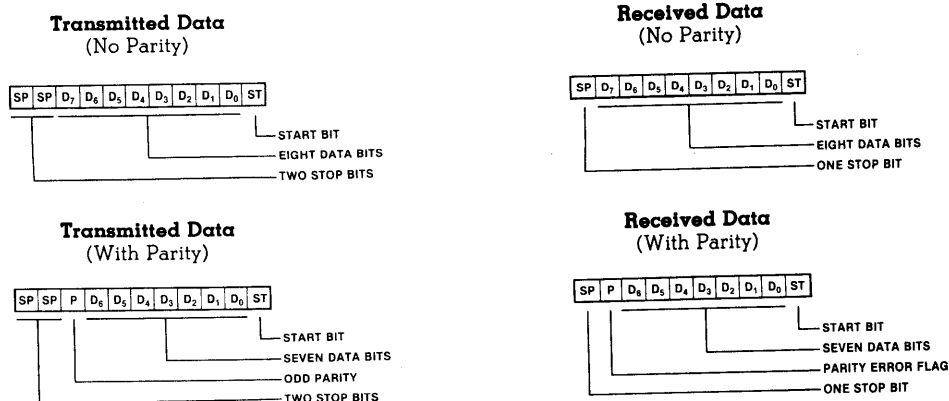 Transmitted Data
(No Parity)
SP SP D7 D6 D5 D4 D3 D2 D1 D0 ST
START BIT
EIGHT DATA BITS
TWO STOP BITS
Received Data
(No Parity)
SP D7 D6 D5 D4 D3 D2 D1 D0 ST
START BIT
EIGHT DATA BITS
ONE STOP BIT
Transmitted Data
(With Parity)
SP SP P D6 D5 D4 D3 D2 D1 D0 ST
START BIT
SEVEN DATA BITS
ODD PARITY
TWO STOP BITS
Received Data
(With Parity)
SP P D6 D5 D4 D3 D2 D1 D0 ST
START BIT
SEVEN DATA BITS
PARITY ERROR FLAG
ONE STOP BIT